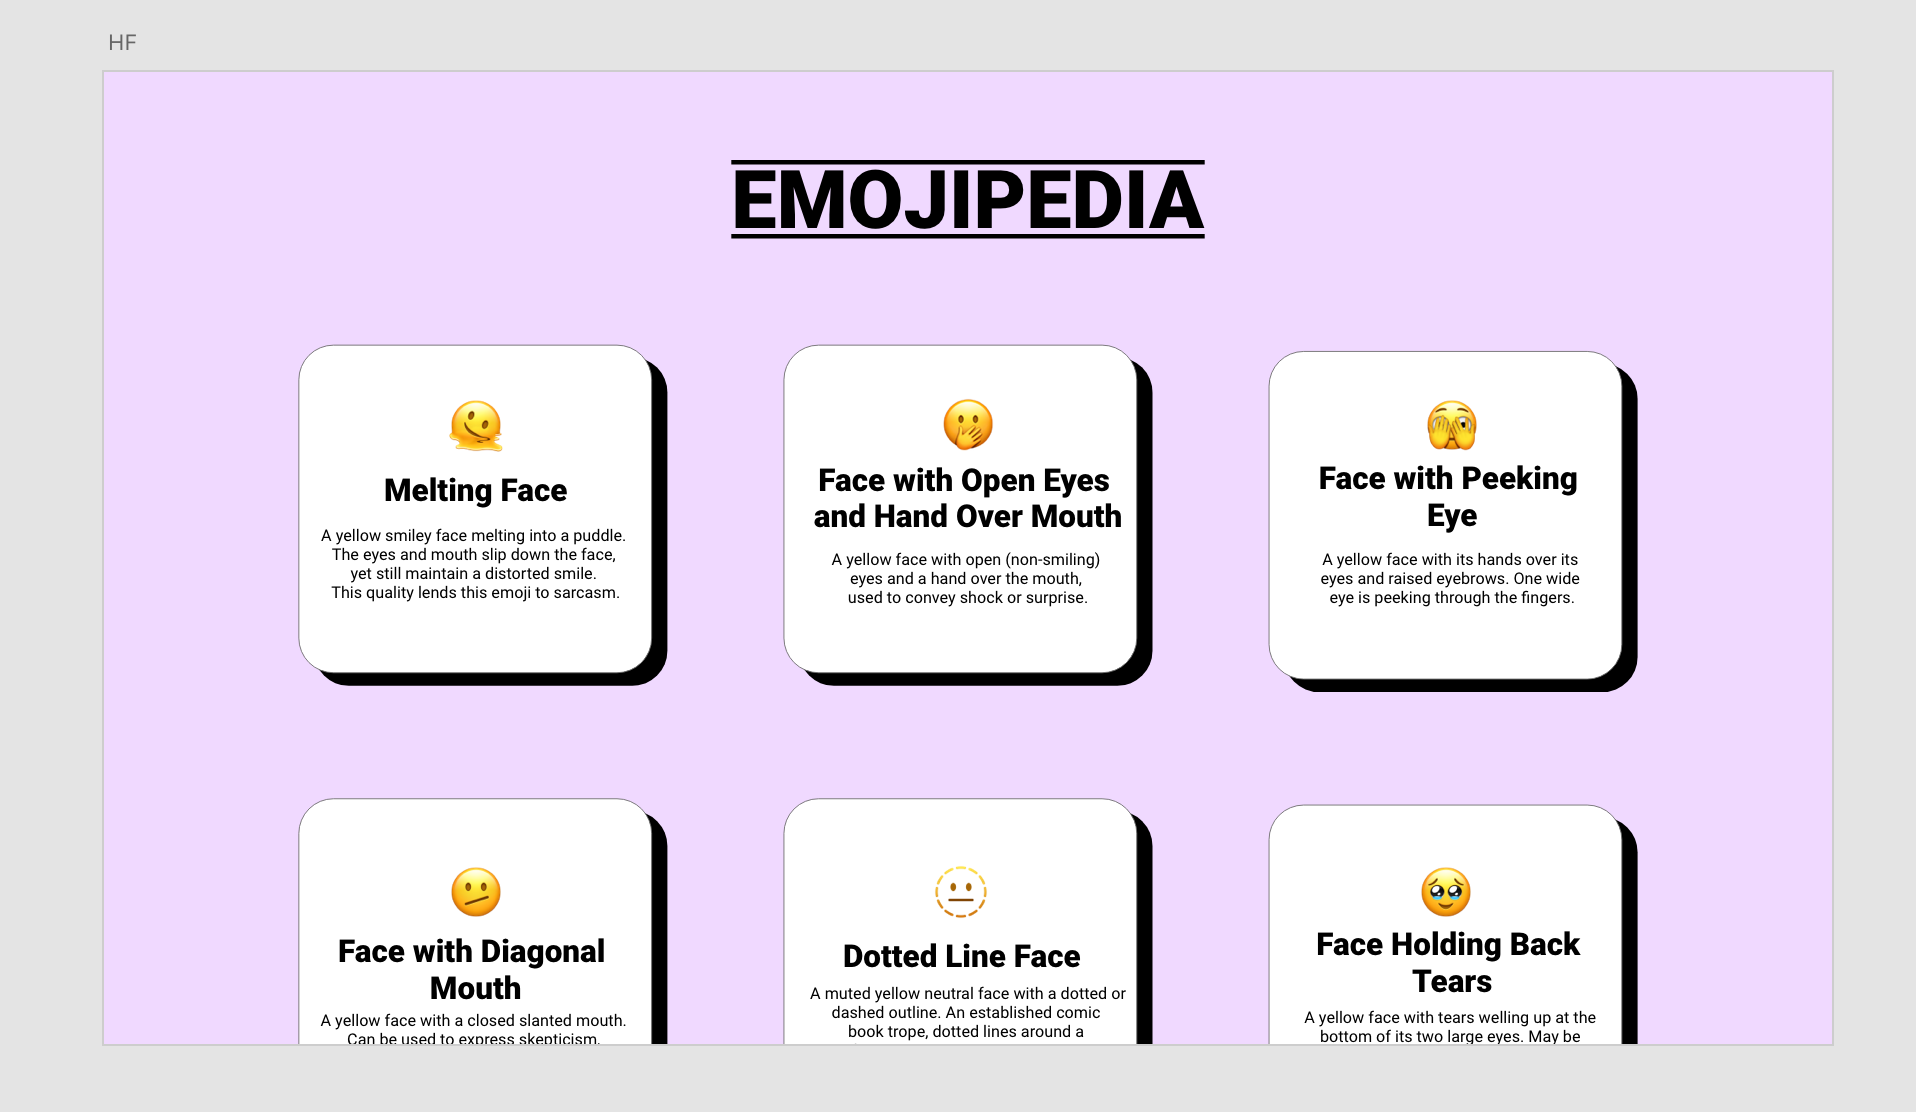 HF
EMOJIPEDIA
Melting Face
A yellow smiley face melting into a puddle.
The eyes and mouth slip down the face,
yet still maintain a distorted smile.
This quality lends this emoji to sarcasm.
Face with Open Eyes
and Hand Over Mouth
A yellow face with open (non-smiling)
eyes and a hand over the mouth,
used to convey shock or surprise.
Face with Peeking
Eye
A yellow face with its hands over its
eyes and raised eyebrows. One wide
eye is peeking through the fingers.
Face with Diagonal
Mouth
A yellow face with a closed slanted mouth.
Can be used to express skepticism,
Dotted Line Face
A muted yellow neutral face with a dotted or
dashed outline. An established comic
book trope, dotted lines around a
Face Holding Back
Tears
A yellow face with tears welling up at the
bottom of its two large eyes. May be